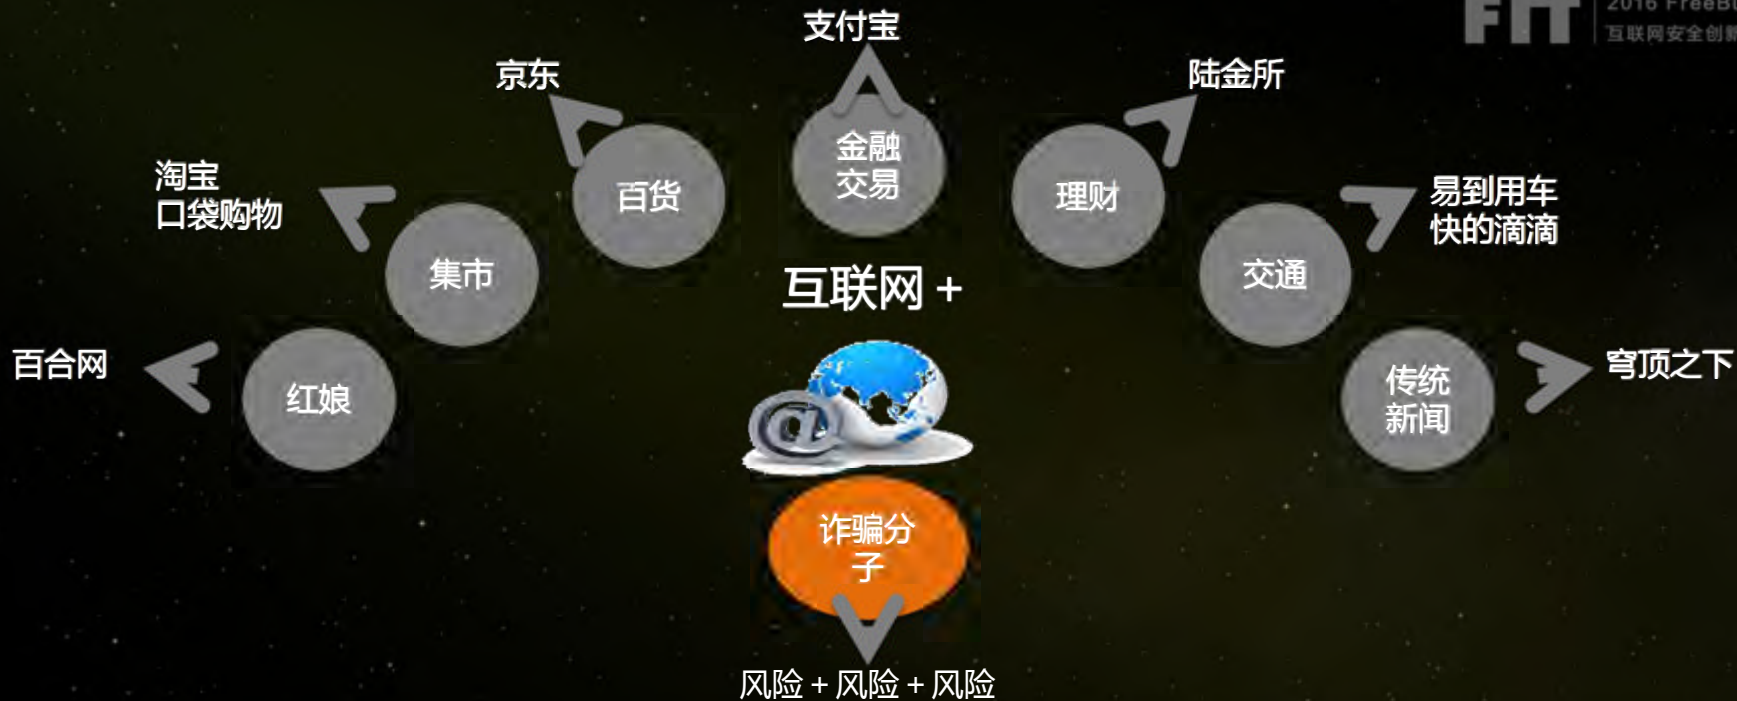 FIT
2016 FreeBu
互联网安全创新
支付宝
京东
陆金所
金融
交易
淘宝
口袋购物
百货
理财
易到用车
快的滴滴
集市
交通
互联网+
百合网
红娘
传统
新闻
穹顶之下
@
诈骗分
子
风险+风险+风险